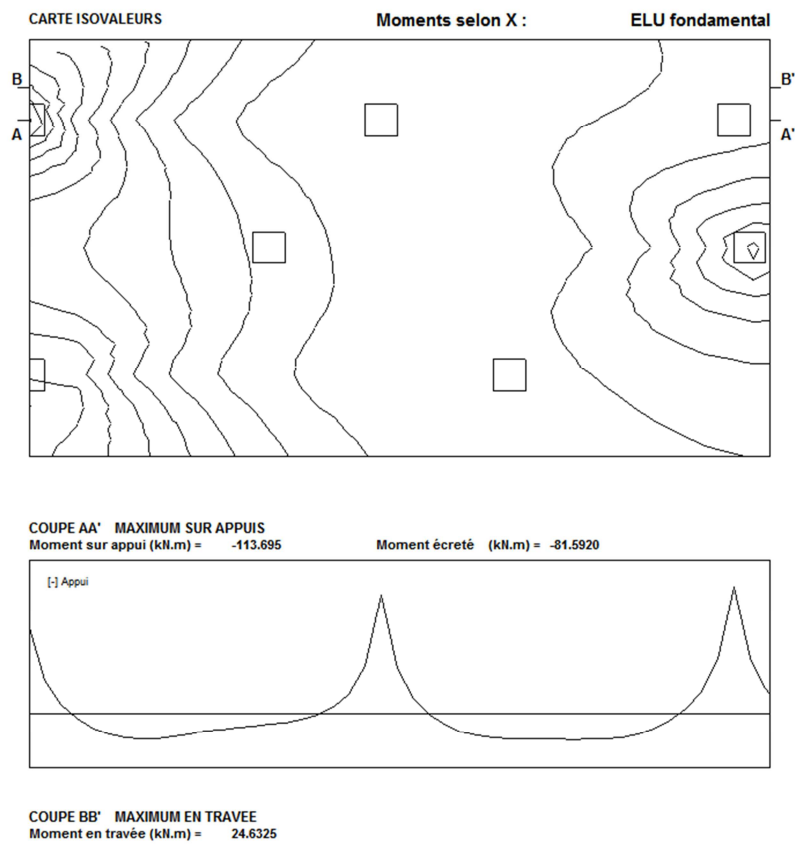 CARTE ISOVALEURS Moments selon X : ELU fondamental
B B'
A A'
COUPE AA' MAXIMUM SUR APPUIS
Moment sur appui (kN.m) = -113.695 Moment écreté (kN.m) = -81.5920
[-] Appui
COUPE BB' MAXIMUM EN TRAVEE
Moment en travée (kN.m) = 24.6325